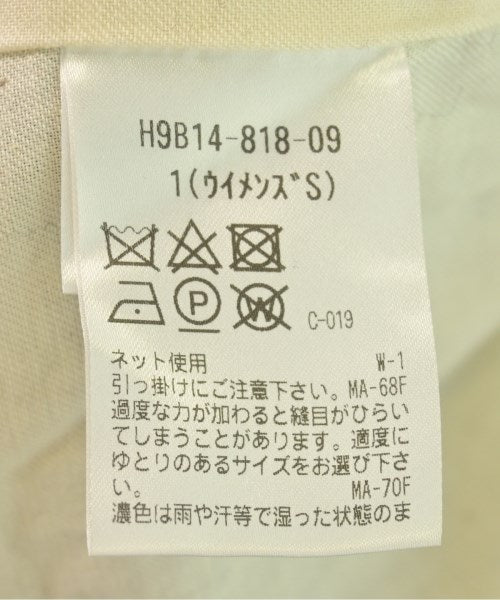 H9B14-818-09
1(ウイメンズS)
P W C-019
ネット使用 W-1
引っ掛けにご注意下さい。MA-68F
過度な力が加わると縫目がひらい
てしまうことがあります。適度に
ゆとりのあるサイズをお選び下さ
い。 MA-70F
濃色は雨や汗等で湿った状態のま